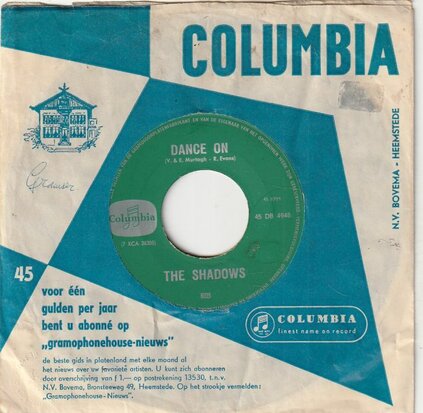 COLUMBIA
N.V. BOVEMA - HEEMSTEDE
DANCE ON
(V. & E. Murtagh - R. Evans)
Columbia
(7 XCA 26300)
45 DB 4948
THE SHADOWS
45
voor één
gulden per jaar
bent u abonné op
„gramophonehouse-nieuws”
de beste gids in platenland met elke maand al
het nieuws over uw favoriete artisten. U kunt zich abonneren
door overschrijving van f 1.— op postrekening 13530, t.n.v.
N.V. Bovema, Bronsteeweg 49, Heemstede. Op het strookje vermelden:
„Gramophonehouse-Nieuws”.
COLUMBIA
finest name on record